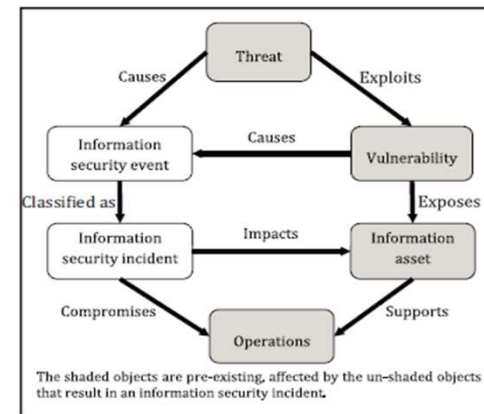 Threat
Causes
Exploits
Information
security event
Causes
Vulnerability
Classified as
Exposes
Information
security incident
Impacts
Information
asset
Compromises
Supports
Operations
The shaded objects are pre-existing, affected by the un-shaded objects
that result in an information security incident.